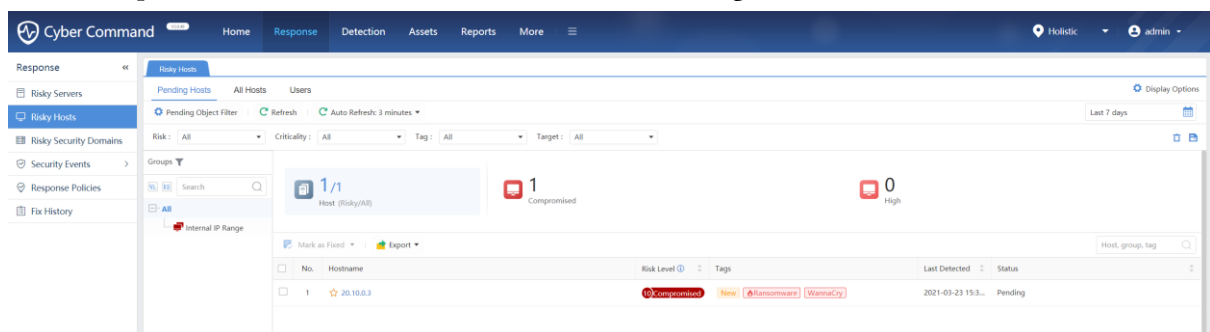 Cyber Command
Home Response Detection Assets Reports More
Holistic admin
Response «
Risky Hosts
Risky Servers
Risky Hosts
Risky Security Domains
Security Events >
Response Policies
Fix History
Pending Hosts All Hosts Users Display Options
Pending Object Filter Refresh Auto Refresh: 3 minutes Last 7 days
Risk : All Criticality : All Tag : All Target : All
Groups
Search
All
Internal IP Range
1/1
Host (Risky/All)
1
Compromised
0
High
Mark as Fixed Export Host, group, tag
No. Hostname Risk Level Tags Last Detected Status
1 20.10.0.3 10 Compromised New Ransomware WannaCry 2021-03-23 15:3... Pending